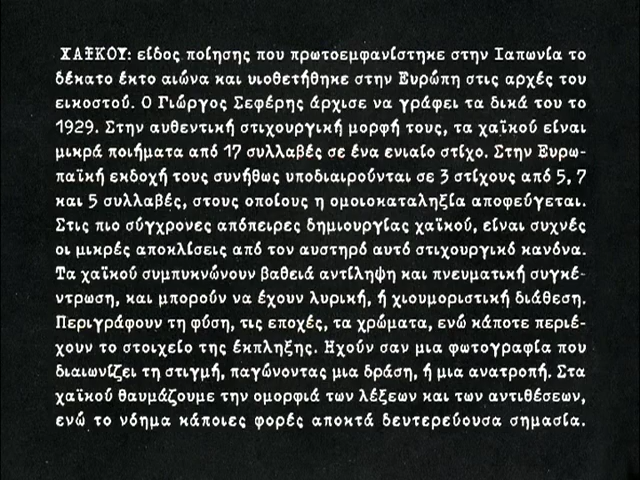 ΧΑΪΚΟΥ: είδος ποίησης που πρωτοεμφανίστηκε στην Ιαπωνία το
δέκατο έκτο αιώνα και υιοθετήθηκε στην Ευρώπη στις αρχές του
εικοστού. Ο Γιώργος Σεφέρης άρχισε να γράφει τα δικά του το
1929. Στην αυθεντική στιχουργική μορφή τους, τα χαϊκού είναι
μικρά ποιήματα από 17 συλλαβές σε ένα ενιαίο στίχο. Στην Ευρω-
παϊκή εκδοχή τους συνήθως υποδιαιρούνται σε 3 στίχους από 5, 7
και 5 συλλαβές, στους οποίους η ομοιοκαταληξία αποφεύγεται.
Στις πιο σύγχρονες απόπειρες δημιουργίας χαϊκού, είναι συχνές
οι μικρές αποκλίσεις από τον αυστηρό αυτό στιχουργικό κανόνα.
Τα χαϊκού συμπυκνώνουν βαθειά αντίληψη και πνευματική συγκέ-
ντρωση, και μπορούν να έχουν λυρική, ή χιουμοριστική διάθεση.
Περιγράφουν τη φύση, τις εποχές, τα χρώματα, ενώ κάποτε περιέ-
χουν το στοιχείο της έκπληξης. Ηχούν σαν μια φωτογραφία που
διαιωνίζει τη στιγμή, παγώνοντας μια δράση, ή μια ανατροπή. Στα
χαϊκού θαυμάζουμε την ομορφιά των λέξεων και των αντιθέσεων,
ενώ το νόημα κάποιες φορές αποκτά δευτερεύουσα σημασία.